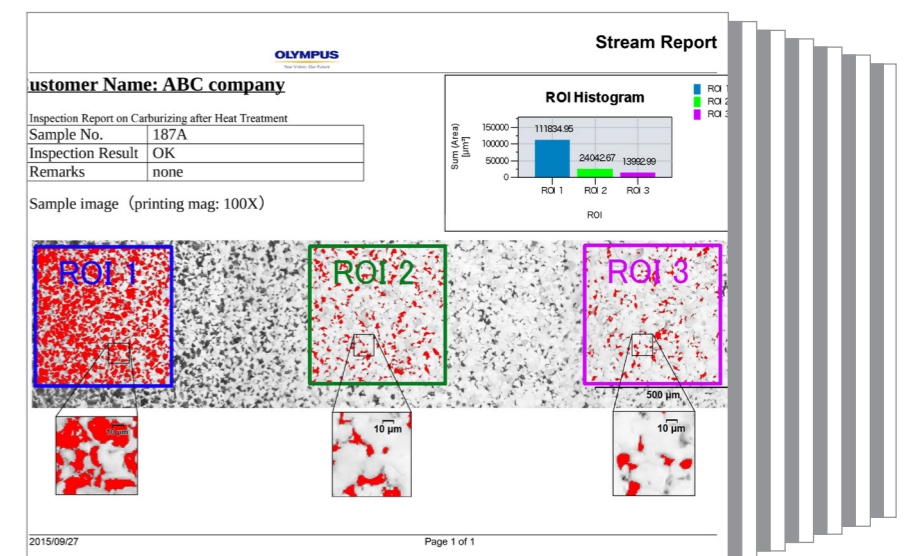 OLYMPUS
Your Vision, Our Future
Stream Report
ustomer Name: ABC company
Inspection Report on Carburizing after Heat Treatment
Sample No. 187A
Inspection Result OK
Remarks none
Sample image (printing mag: 100X)
ROI Histogram
ROI 1
ROI 2
ROI 3
Sum (Area)
[µm²]
150000
100000
50000
0
111834.95
24042.67
13992.99
ROI 1 ROI 2 ROI 3
ROI
ROI 1
ROI 2
ROI 3
500 µm
10 µm
10 µm
10 µm
2015/09/27
Page 1 of 1